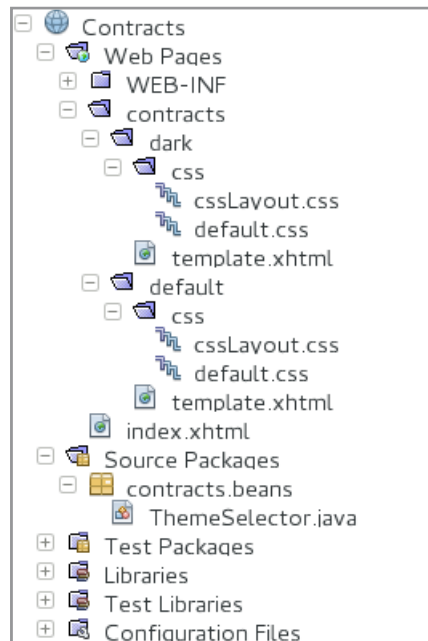 Contracts
Web Pages
WEB-INF
contracts
dark
css
cssLayout.css
default.css
template.xhtml
default
css
cssLayout.css
default.css
template.xhtml
index.xhtml
Source Packages
contracts.beans
ThemeSelector.java
Test Packages
Libraries
Test Libraries
Configuration Files